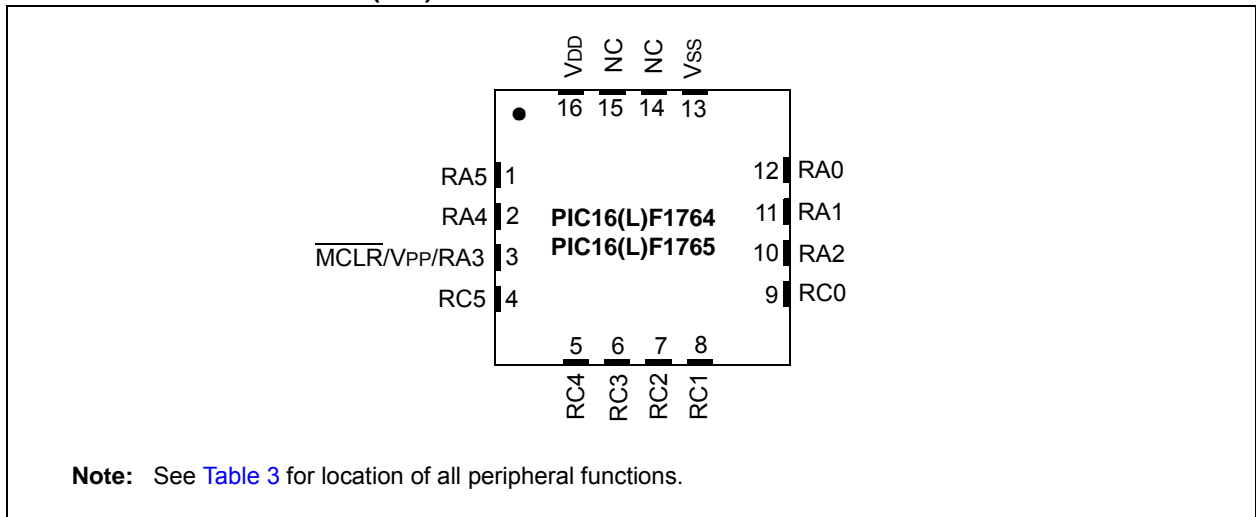 VDD
NC
NC
VSS
16 15 14 13
RA5 1
12 RA0
RA4 2
PIC16(L)F1764
11 RA1
MCLR/VPP/RA3 3
PIC16(L)F1765
10 RA2
RC5 4
9 RC0
5 6 7 8
RC4
RC3
RC2
RC1
Note: See Table 3 for location of all peripheral functions.